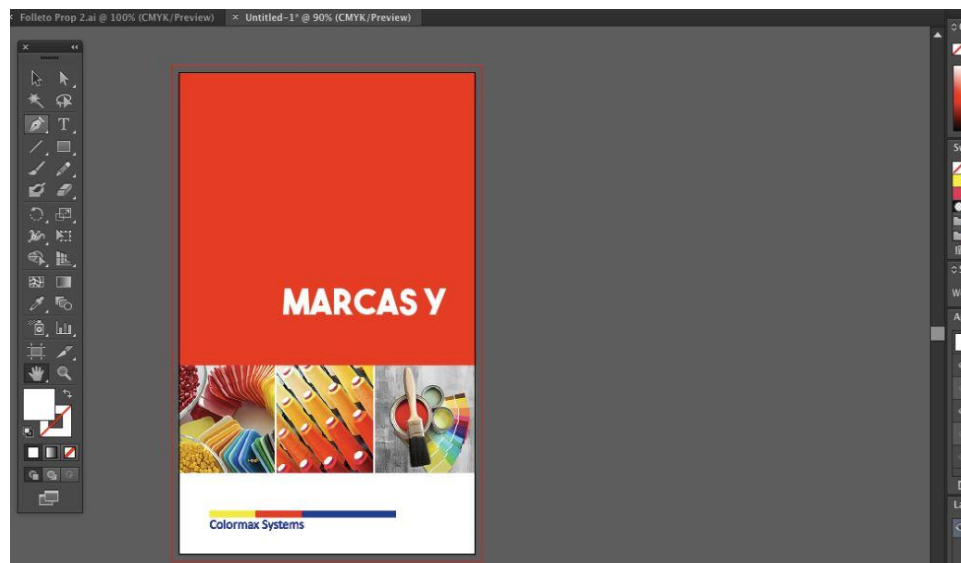 Folleto Prop 2.ai @ 100% (CMYK/Preview)
× Untitled-1* @ 90% (CMYK/Preview)
MARCAS Y
Colormax Systems